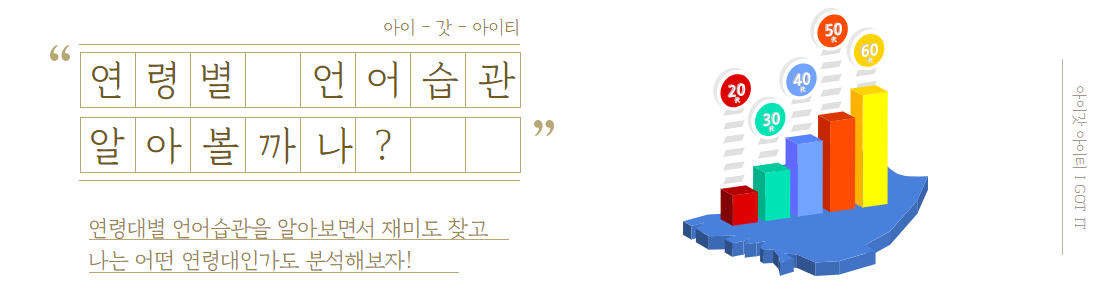 아이 - 갓 - 아이티
“
연령별 언어습관
알아볼까나?
”
연령대별 언어습관을 알아보면서 재미도 찾고
나는 어떤 연령대인가도 분석해보자!
20代
30代
40代
50代
60代
아이갓아이티 I GOT IT